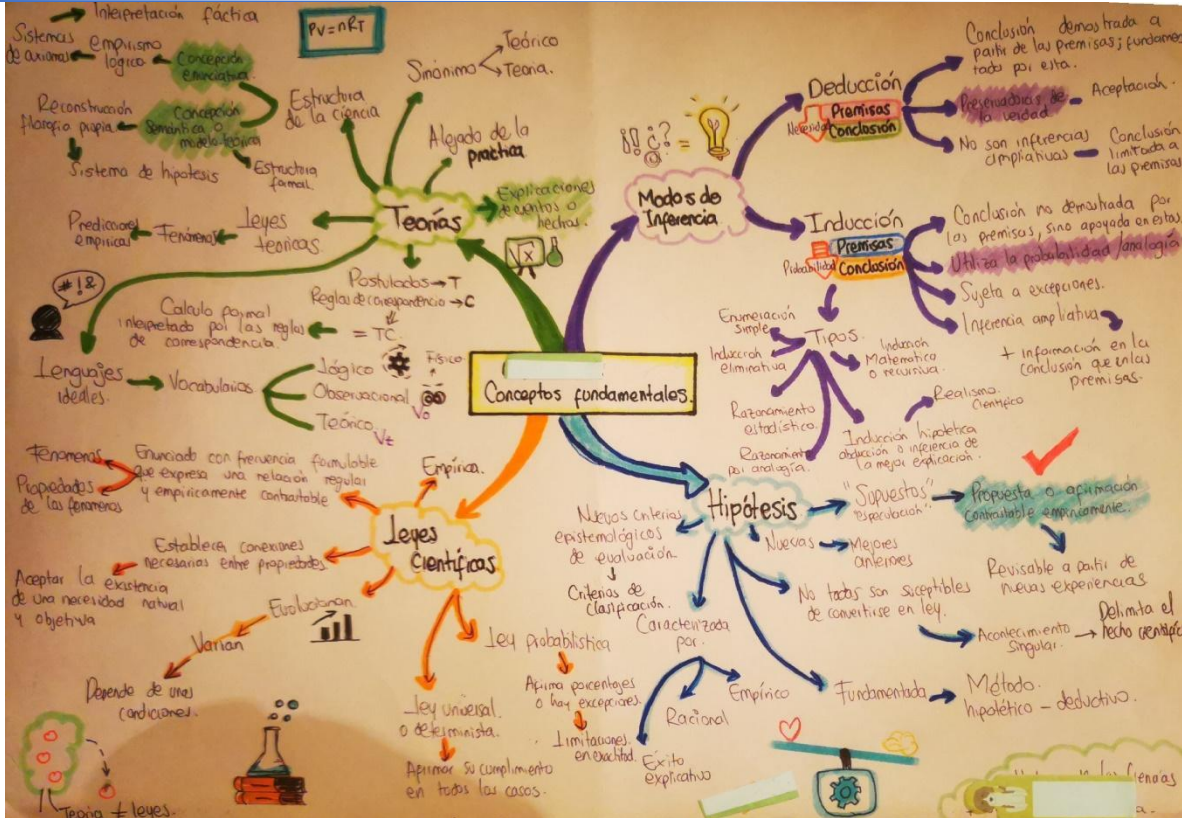 Interpretación fáctica
Sistemas
de axiomas
empirismo
lógico
Concepción
enunciativa.
PV=nRT
Reconstrucción
filosofía propia
Concepción
semántica o
modelo-teórica
Sistema de hipótesis
Estructura
formal.
Estructura
de la ciencia
Sinónimo
Teórico
Teoría.
Alejado de la
práctica
Teorías
Explicaciones
de eventos o
hechos.
Predicciones
empíricas
Fenómenos
Leyes
teóricas
Postulados → T
Reglas de correspondencia → C
= TC
Calculo formal
interpretado por las reglas
de correspondencia
#!&
Lenguajes
ideales.
Vocabularios
Lógico
Físico
Observacional
Vo
Teórico
Vt
Conceptos fundamentales.
¡! ¿? =
Modos de
Inferencia
Deducción
Premisas
Necesidad
Conclusión
Conclusión demostrada a
partir de las premisas; fundamen
tada por esta.
Preservadoras de
la verdad
Aceptación.
No son inferencias
ampliativas
Conclusión
limitada a
las premisas
Inducción
Premisas
Probabilidad
Conclusión
Conclusión no demostrada por
las premisas, sino apoyada en estas.
Utiliza la probabilidad/analogía
Sujeta a excepciones.
Inferencia ampliativa
+ información en la
conclusión que en las
premisas.
Tipos.
Enumeración
simple
Inducción
eliminativa
Razonamiento
estadístico.
Razonamiento
por analogía.
Inducción
Matemática
o recursiva.
Inducción hipotética
abducción o inferencia de
la mejor explicación.
Realismo
Científico
Hipótesis
"Supuestos"
"especulación"
Propuesta o afirmación
contrastable empíricamente.
Revisable a partir de
nuevas experiencias
Nuevas
Mejores
anteriores
Nuevos criterios
epistemológicos
de evaluación.
Criterios de
clasificación.
No todas son suceptibles
de convertirse en ley.
Acontecimiento
singular.
Delimita el
hecho científic
Caracterizada
por.
Empírico
Racional
Éxito
explicativo
Fundamentada
Método.
hipotético - deductivo.
Leyes
Científicas
Empírica.
Enunciado con frecuencia formulable
que expresa una relación regular
y empíricamente contrastable
Fenómenos
Propiedades
de los fenómenos
Establecer conexiones
necesarias entre propiedades
Aceptar la existencia
de una necesidad natural
y objetiva
Evolucionan
Varían
Depende de unas
condiciones.
Ley universal
o determinista.
Afirmar su cumplimiento
en todos los casos.
Ley probabilística
Afirma porcentajes
o hay excepciones.
Limitaciones
en exactitud.
Teoría ≠ leyes.
Ciencias